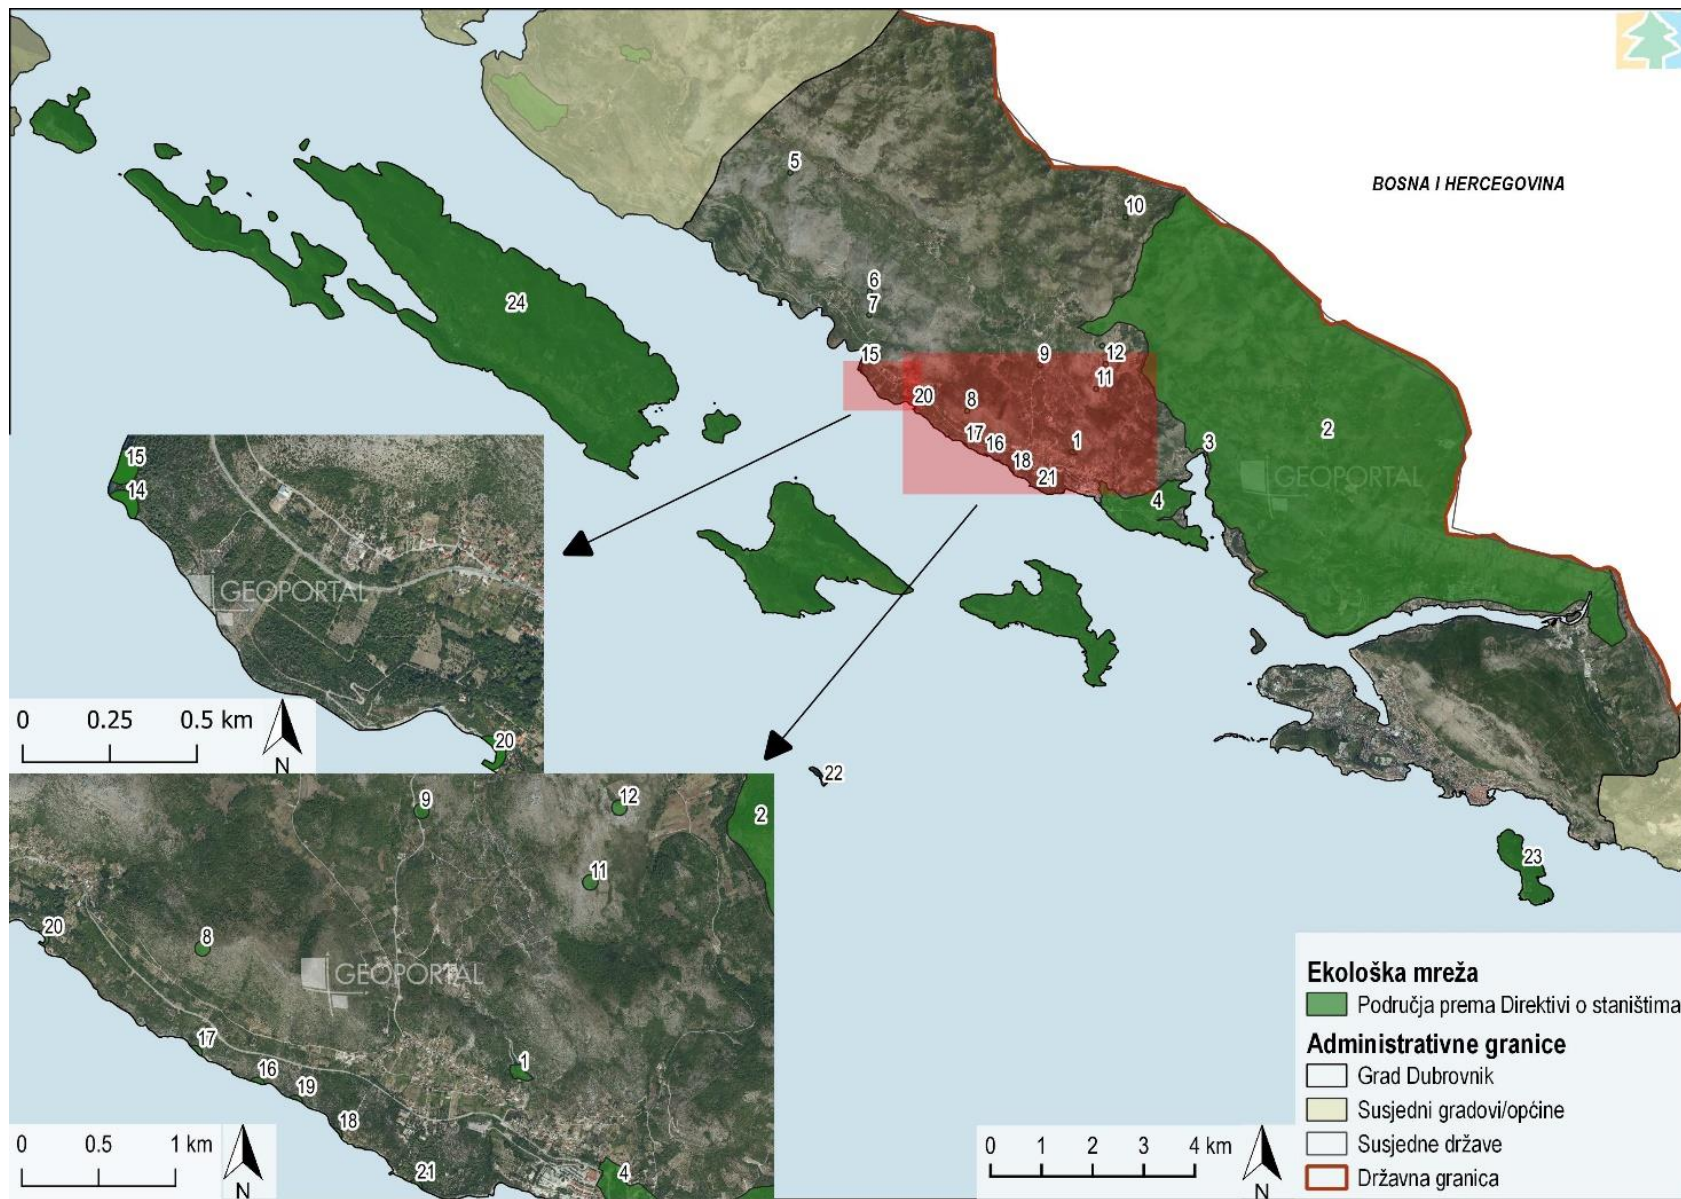 5
10
BOSNA I HERCEGOVINA
6
7
24
15
9
12
11
20
8
17
16
1
18
21
3
2
GEOPORTAL
4
22
23
15
14
GEOPORTAL
20
0 0.25 0.5 km
N
9
12
2
11
20
8
GEOPORTAL
17
16
19
1
18
21
4
0 0.5 1 km
N
0 1 2 3 4 km
N
Ekološka mreža
Područja prema Direktivi o staništima
Administrativne granice
Grad Dubrovnik
Susjedni gradovi/općine
Susjedne države
Državna granica